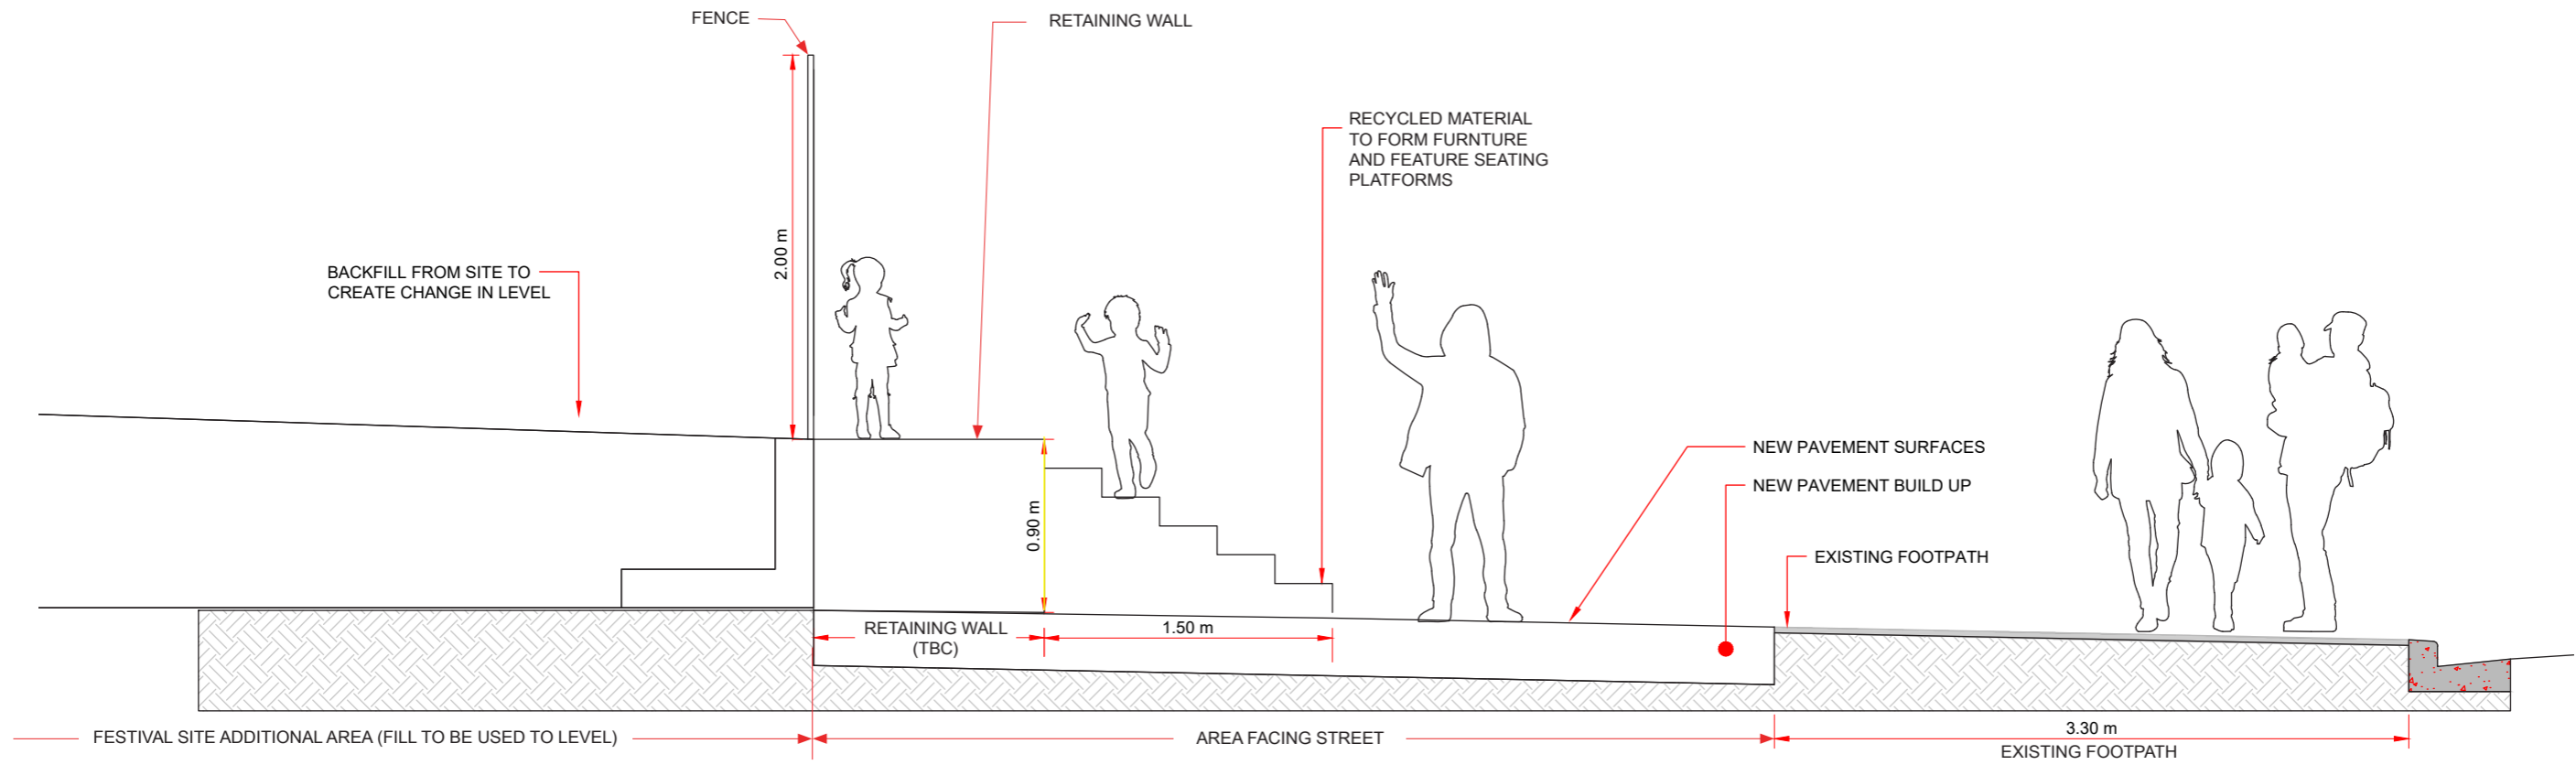 FENCE
RETAINING WALL
2.00 m
RECYCLED MATERIAL
TO FORM FURNTURE
AND FEATURE SEATING
PLATFORMS
BACKFILL FROM SITE TO
CREATE CHANGE IN LEVEL
0.90 m
NEW PAVEMENT SURFACES
NEW PAVEMENT BUILD UP
EXISTING FOOTPATH
RETAINING WALL
(TBC)
1.50 m
FESTIVAL SITE ADDITIONAL AREA (FILL TO BE USED TO LEVEL)
AREA FACING STREET
3.30 m
EXISTING FOOTPATH